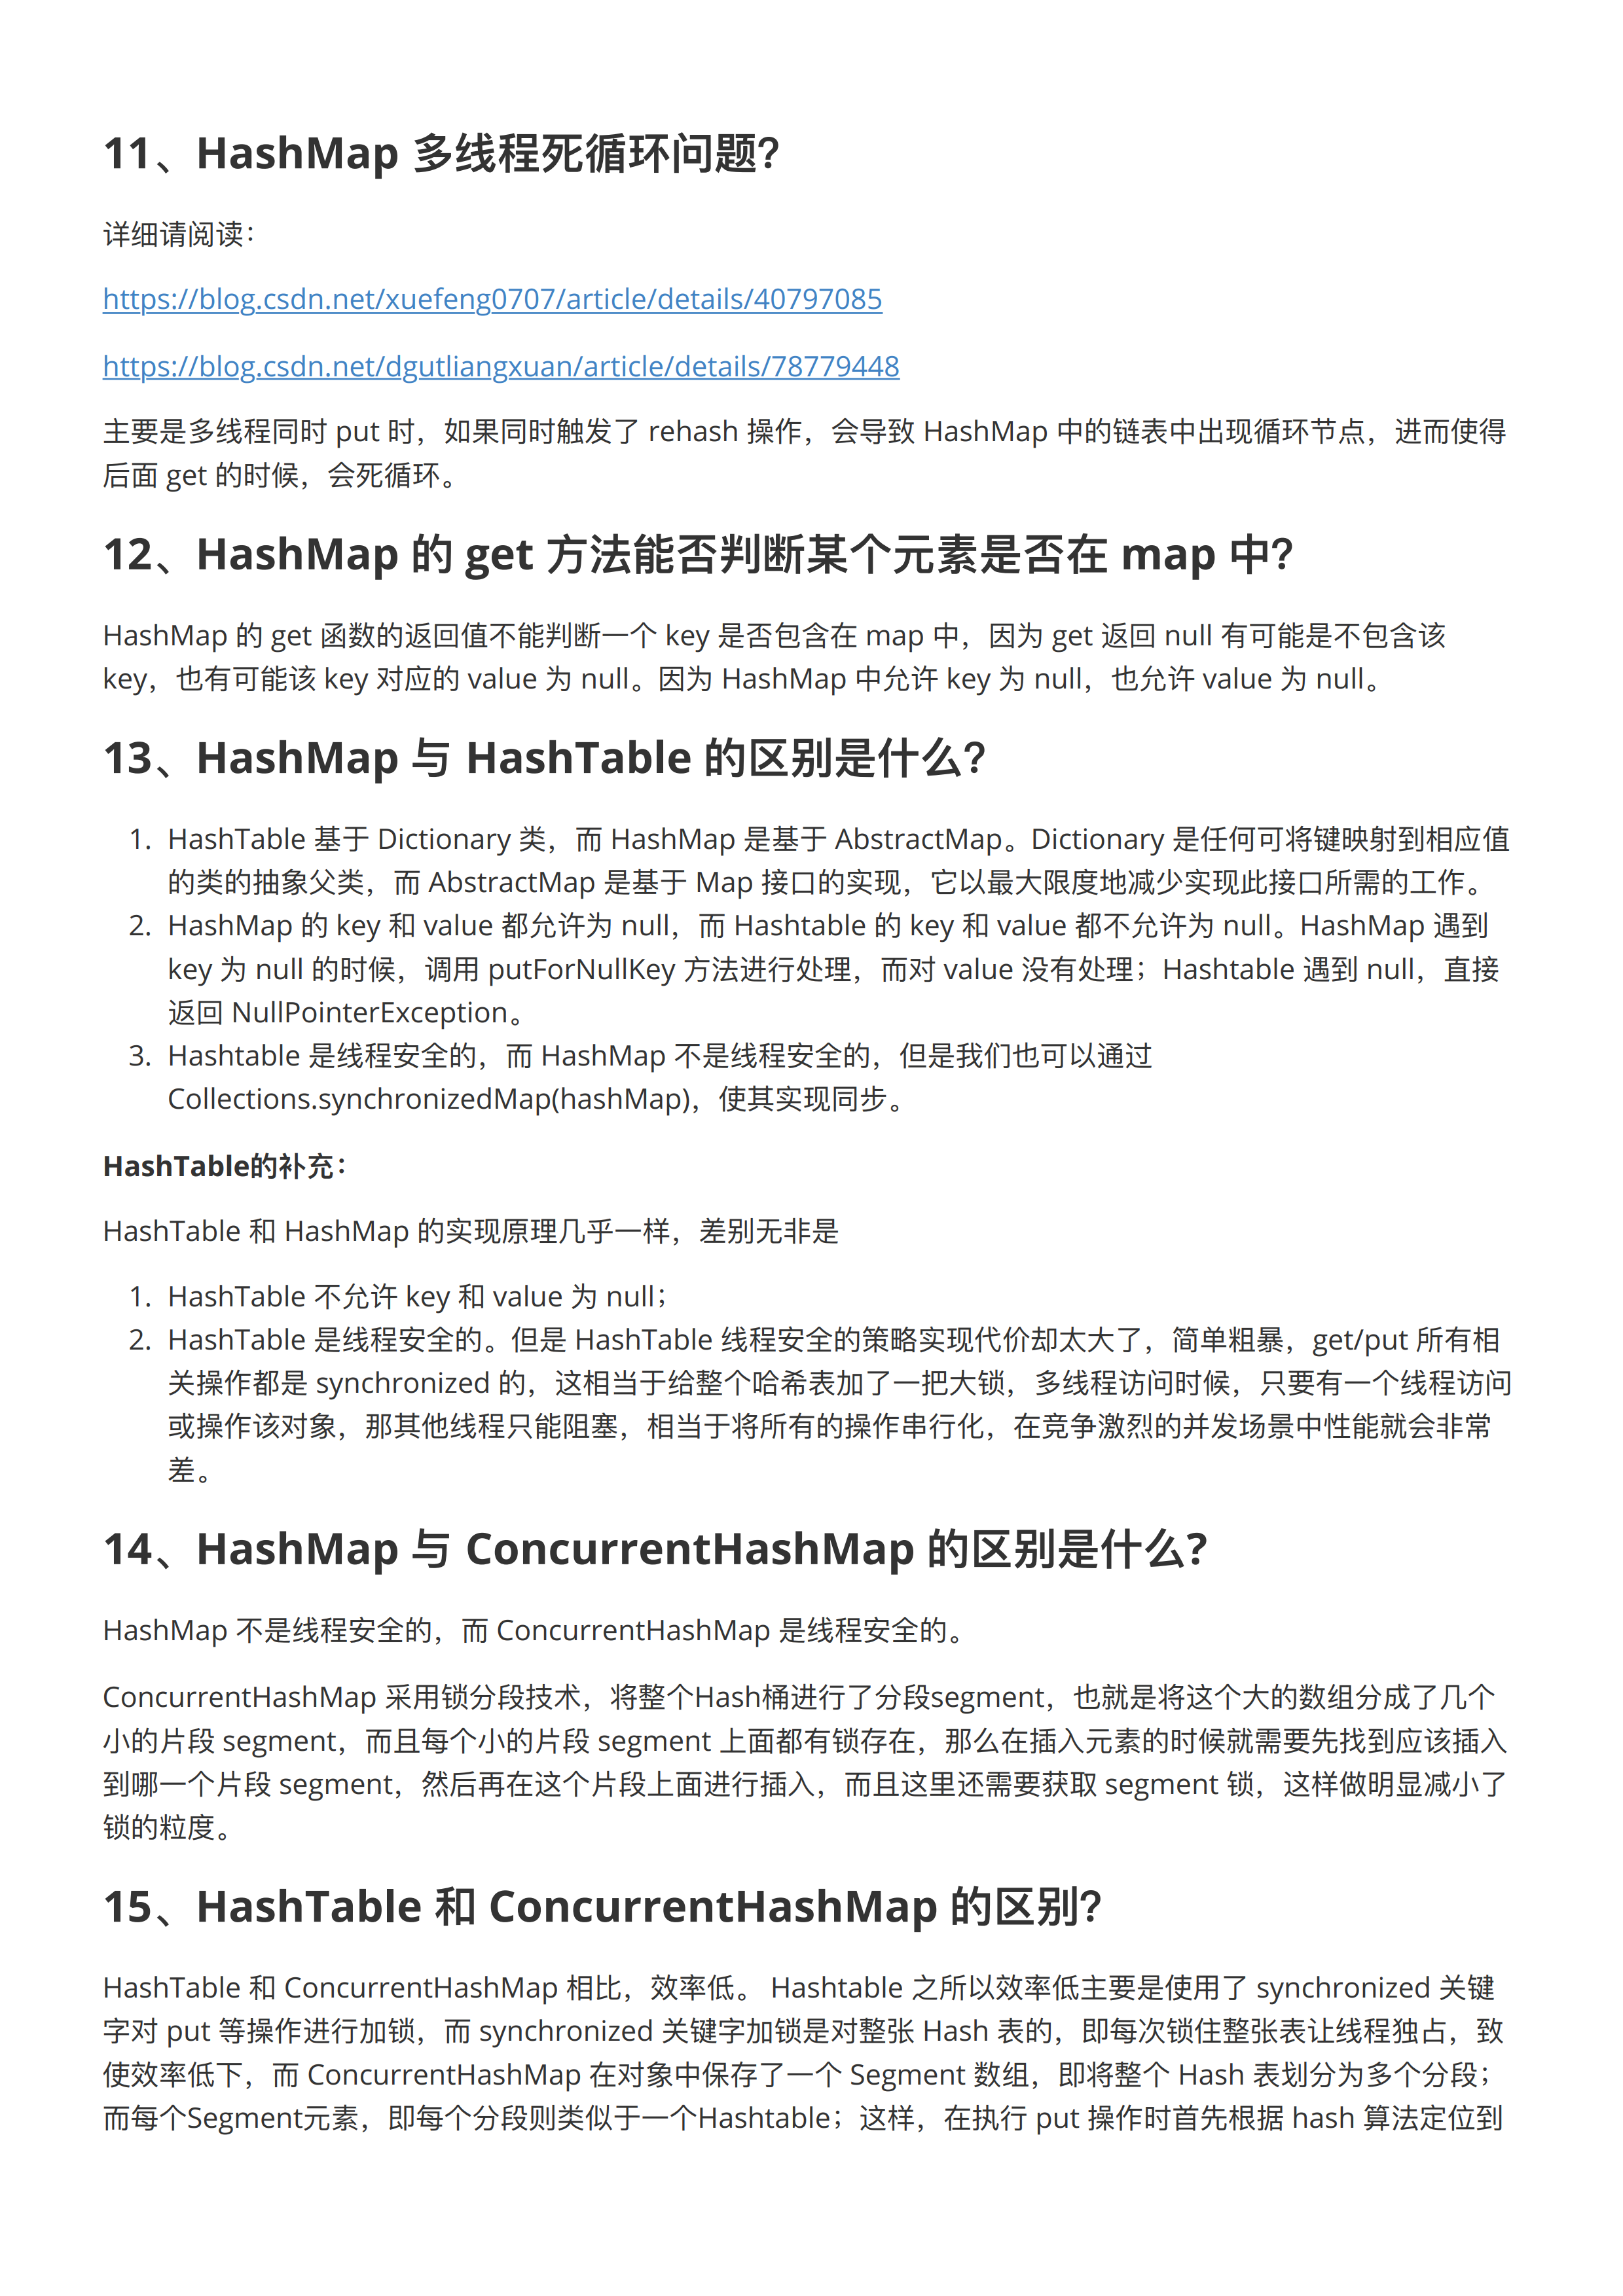 11、HashMap 多线程死循环问题？
详细请阅读：
https://blog.csdn.net/xuefeng0707/article/details/40797085
https://blog.csdn.net/dgutliangxuan/article/details/78779448
主要是多线程同时 put 时，如果同时触发了 rehash 操作，会导致 HashMap 中的链表中出现循环节点，进而使得
后面 get 的时候，会死循环。
12、HashMap 的 get 方法能否判断某个元素是否在 map 中？
HashMap 的 get 函数的返回值不能判断一个 key 是否包含在 map 中，因为 get 返回 null 有可能是不包含该
key，也有可能该 key 对应的 value 为 null。因为 HashMap 中允许 key 为 null，也允许 value 为 null。
13、HashMap 与 HashTable 的区别是什么？
1. HashTable 基于 Dictionary 类，而 HashMap 是基于 AbstractMap。Dictionary 是任何可将键映射到相应值
的类的抽象父类，而 AbstractMap 是基于 Map 接口的实现，它以最大限度地减少实现此接口所需的工作。
2. HashMap 的 key 和 value 都允许为 null，而 Hashtable 的 key 和 value 都不允许为 null。HashMap 遇到
key 为 null 的时候，调用 putForNullKey 方法进行处理，而对 value 没有处理；Hashtable 遇到 null，直接
返回 NullPointerException。
3. Hashtable 是线程安全的，而 HashMap 不是线程安全的，但是我们也可以通过
Collections.synchronizedMap(hashMap)，使其实现同步。
HashTable的补充：
HashTable 和 HashMap 的实现原理几乎一样，差别无非是
1. HashTable 不允许 key 和 value 为 null；
2. HashTable 是线程安全的。但是 HashTable 线程安全的策略实现代价却太大了，简单粗暴，get/put 所有相
关操作都是 synchronized 的，这相当于给整个哈希表加了一把大锁，多线程访问时候，只要有一个线程访问
或操作该对象，那其他线程只能阻塞，相当于将所有的操作串行化，在竞争激烈的并发场景中性能就会非常
差。
14、HashMap 与 ConcurrentHashMap 的区别是什么？
HashMap 不是线程安全的，而 ConcurrentHashMap 是线程安全的。
ConcurrentHashMap 采用锁分段技术，将整个Hash桶进行了分段segment，也就是将这个大的数组分成了几个
小的片段 segment，而且每个小的片段 segment 上面都有锁存在，那么在插入元素的时候就需要先找到应该插入
到哪一个片段 segment，然后再在这个片段上面进行插入，而且这里还需要获取 segment 锁，这样做明显减小了
锁的粒度。
15、HashTable 和 ConcurrentHashMap 的区别？
HashTable 和 ConcurrentHashMap 相比，效率低。 Hashtable 之所以效率低主要是使用了 synchronized 关键
字对 put 等操作进行加锁，而 synchronized 关键字加锁是对整张 Hash 表的，即每次锁住整张表让线程独占，致
使效率低下，而 ConcurrentHashMap 在对象中保存了一个 Segment 数组，即将整个 Hash 表划分为多个分段；
而每个Segment元素，即每个分段则类似于一个Hashtable；这样，在执行 put 操作时首先根据 hash 算法定位到